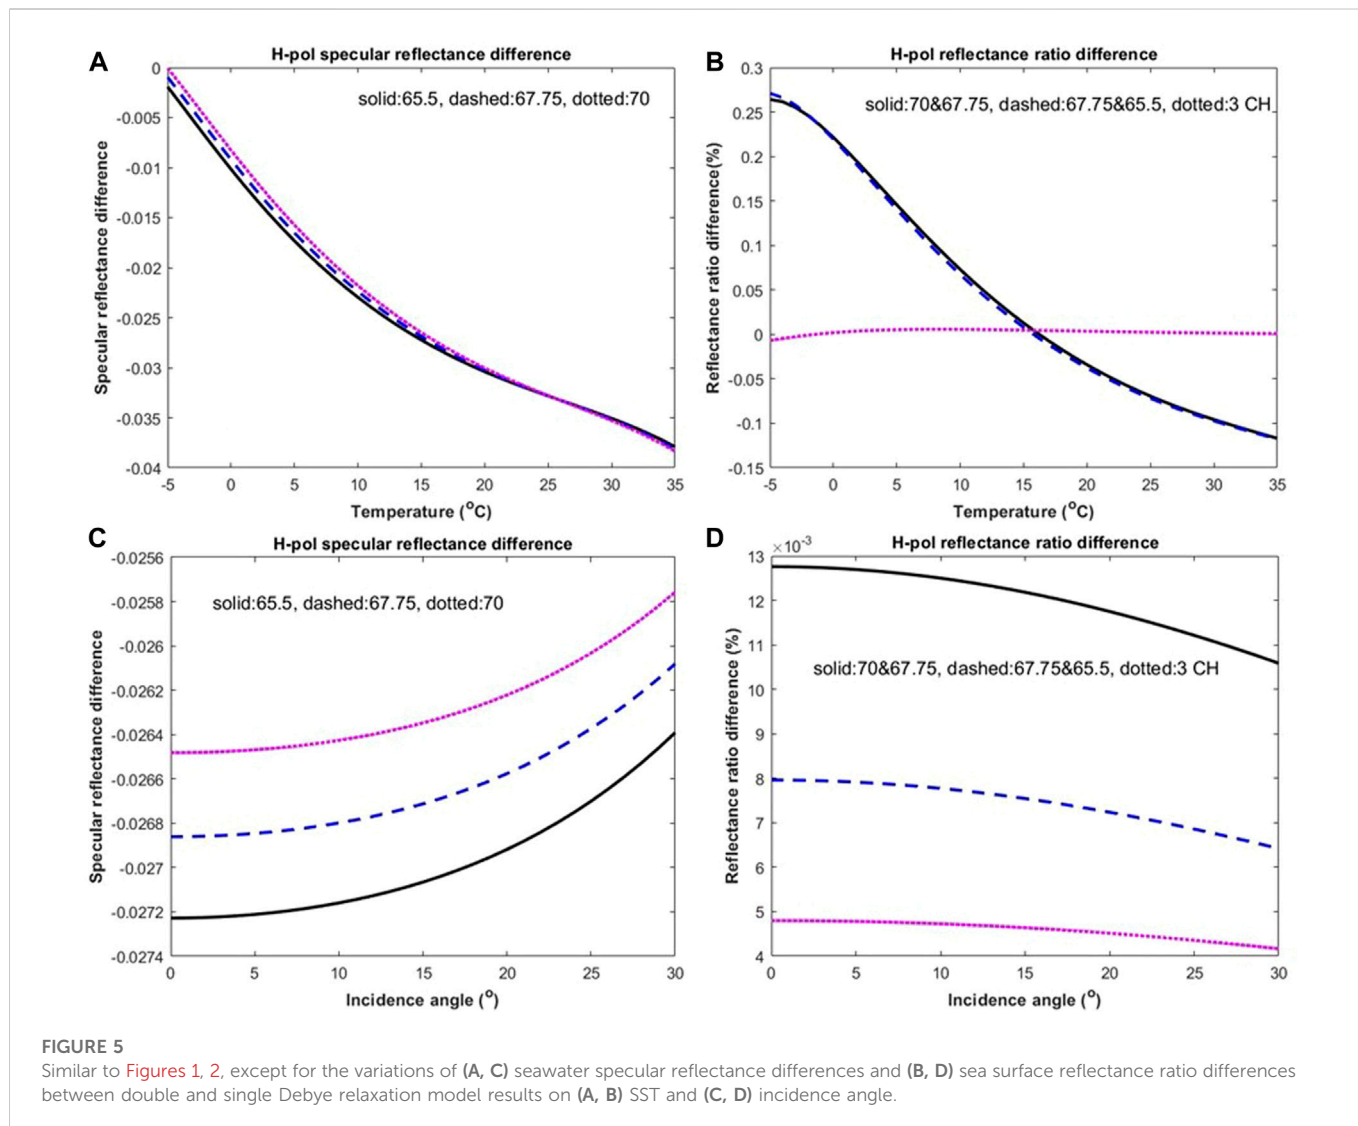 A
H-pol specular reflectance difference
solid:65.5, dashed:67.75, dotted:70
Specular reflectance difference
0
-0.005
-0.01
-0.015
-0.02
-0.025
-0.03
-0.035
-0.04
-5 0 5 10 15 20 25 30 35
Temperature (°C)
B
H-pol reflectance ratio difference
solid:70&67.75, dashed:67.75&65.5, dotted:3 CH
Reflectance ratio difference(%)
0.3
0.25
0.2
0.15
0.1
0.05
0
-0.05
-0.1
-0.15
-5 0 5 10 15 20 25 30 35
Temperature (°C)
C
H-pol specular reflectance difference
solid:65.5, dashed:67.75, dotted:70
Specular reflectance difference
-0.0256
-0.0258
-0.026
-0.0262
-0.0264
-0.0266
-0.0268
-0.027
-0.0272
-0.0274
0 5 10 15 20 25 30
Incidence angle (°)
D
H-pol reflectance ratio difference
×10⁻³
solid:70&67.75, dashed:67.75&65.5, dotted:3 CH
Reflectance ratio difference (%)
13
12
11
10
9
8
7
6
5
4
0 5 10 15 20 25 30
Incidence angle (°)
FIGURE 5
Similar to Figures 1, 2, except for the variations of (A, C) seawater specular reflectance differences and (B, D) sea surface reflectance ratio differences
between double and single Debye relaxation model results on (A, B) SST and (C, D) incidence angle.